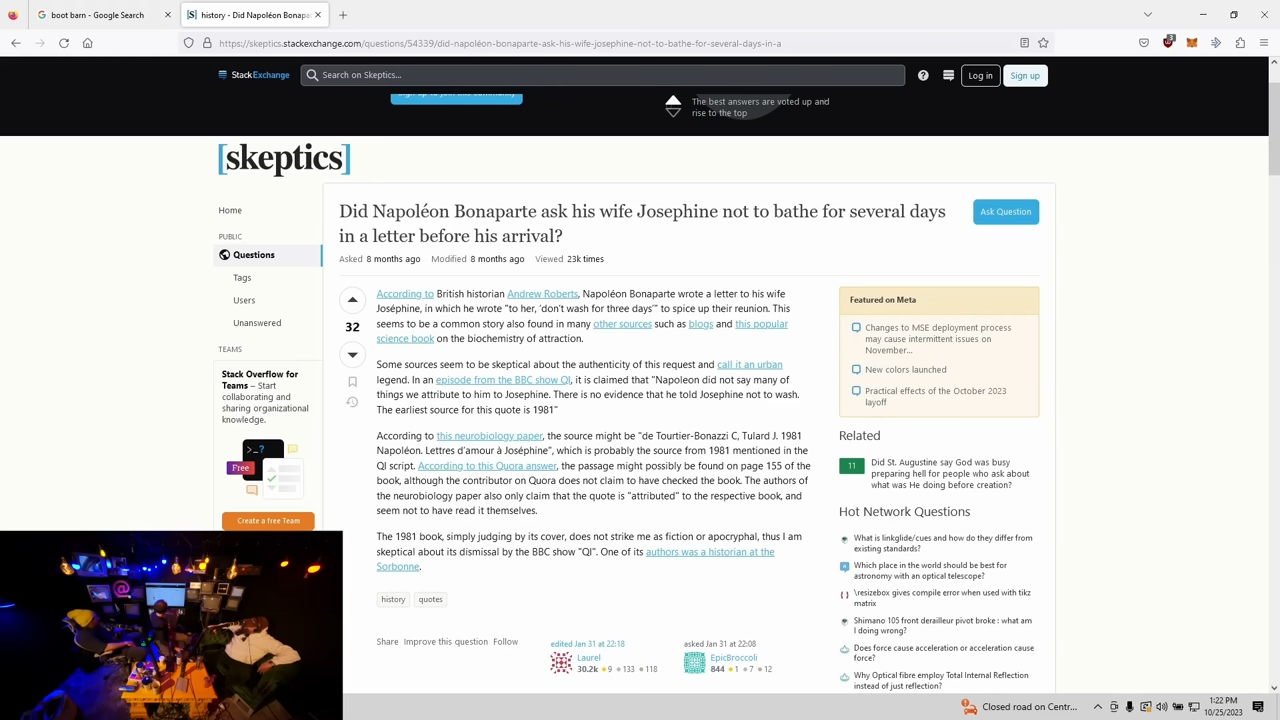 boot barn - Google Search
history - Did Napoléon Bonapa
https://skeptics.stackexchange.com/questions/54339/did-napoléon-bonaparte-ask-his-wife-josephine-not-to-bathe-for-several-days-in-a
3
StackExchange
Search on Skeptics...
Log in
Sign up
Sign up to join this community
The best answers are voted up and
rise to the top
[skeptics]
Home
PUBLIC
Questions
Tags
Users
Unanswered
TEAMS
Stack Overflow for
Teams – Start
collaborating and
sharing organizational
knowledge.
>_?
Free
Create a free Team
Did Napoléon Bonaparte ask his wife Josephine not to bathe for several days
in a letter before his arrival?
Ask Question
Asked 8 months ago Modified 8 months ago Viewed 23k times
32
According to British historian Andrew Roberts, Napoléon Bonaparte wrote a letter to his wife
Joséphine, in which he wrote "to her, ‘don’t wash for three days’" to spice up their reunion. This
seems to be a common story also found in many other sources such as blogs and this popular
science book on the biochemistry of attraction.
Some sources seem to be skeptical about the authenticity of this request and call it an urban
legend. In an episode from the BBC show QI, it is claimed that "Napoleon did not say many of
things we attribute to him to Josephine. There is no evidence that he told Josephine not to wash.
The earliest source for this quote is 1981"
According to this neurobiology paper, the source might be "de Tourtier-Bonazzi C, Tulard J. 1981
Napoléon. Lettres d'amour à Joséphine", which is probably the source from 1981 mentioned in the
QI script. According to this Quora answer, the passage might possibly be found on page 155 of the
book, although the contributor on Quora does not claim to have checked the book. The authors of
the neurobiology paper also only claim that the quote is "attributed" to the respective book, and
seem not to have read it themselves.
The 1981 book, simply judging by its cover, does not strike me as fiction or apocryphal, thus I am
skeptical about its dismissal by the BBC show "QI". One of its authors was a historian at the
Sorbonne.
history quotes
Share Improve this question Follow
edited Jan 31 at 22:18
Laurel
30.2k 9 133 118
asked Jan 31 at 22:08
EpicBroccoli
844 1 7 12
Featured on Meta
Changes to MSE deployment process
may cause intermittent issues on
November...
New colors launched
Practical effects of the October 2023
layoff
Related
11
Did St. Augustine say God was busy
preparing hell for people who ask about
what was He doing before creation?
Hot Network Questions
What is linkglide/cues and how do they differ from
existing standards?
Which place in the world should be best for
astronomy with an optical telescope?
\resizebox gives compile error when used with tikz
matrix
Shimano 105 front derailleur pivot broke : what am
I doing wrong?
Does force cause acceleration or acceleration cause
force?
Why Optical fibre employ Total Internal Reflection
instead of just reflection?
Closed road on Centr...
1:22 PM
10/25/2023